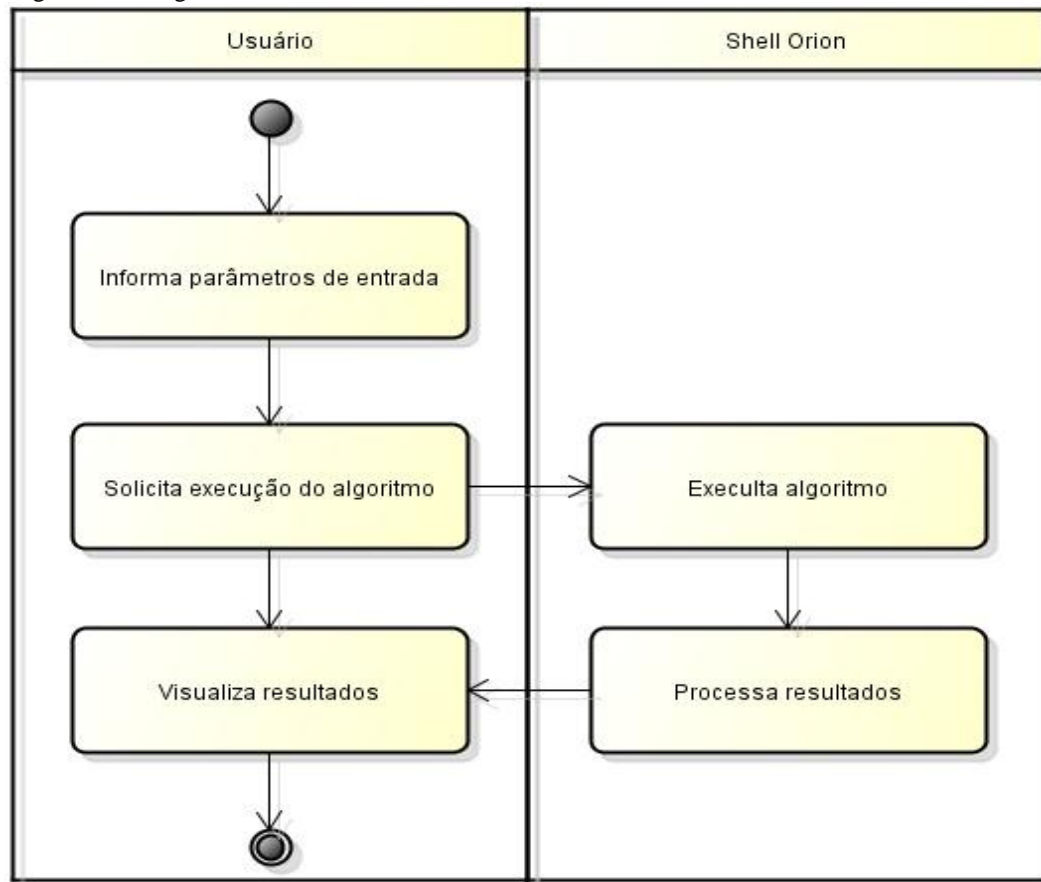 Usuário
Shell Orion
Informa parâmetros de entrada
Solicita execução do algoritmo
Execulta algoritmo
Visualiza resultados
Processa resultados